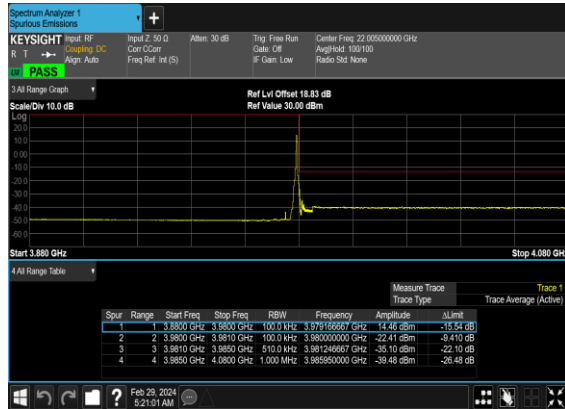 Spectrum Analyzer 1
Spurious Emissions
+
KEYSIGHT Input: RF Input Z: 50 Ω Atten: 30 dB Trig: Free Run Center Freq: 22.005000000 GHz
R T Coupling: DC Corr CCorr Gate: Off Avg|Hold: 100/100
Align: Auto Freq Ref: Int (S) IF Gain: Low Radio Std: None
PASS
3 All Range Graph Ref Lvl Offset 18.83 dB
Scale/Div 10.0 dB Ref Value 30.00 dBm
Log
20.0
10.0
0.00
-10.0
-20.0
-30.0
-40.0
-50.0
-60.0
Start 3.880 GHz Stop 4.080 GH
4 All Range Table
Measure Trace Trace 1
Trace Type Trace Average (Active)
Spur Range Start Freq Stop Freq RBW Frequency Amplitude ΔLimit
1 1 3.8800 GHz 3.9800 GHz 100.0 kHz 3.979166667 GHz 14.46 dBm -15.54 dB
2 2 3.9800 GHz 3.9810 GHz 100.0 kHz 3.980000000 GHz -22.41 dBm -9.410 dB
3 3 3.9810 GHz 3.9850 GHz 510.0 kHz 3.981246667 GHz -35.10 dBm -22.10 dB
4 4 3.9850 GHz 4.0800 GHz 1.000 MHz 3.985950000 GHz -39.48 dBm -26.48 dB
? Feb 29, 2024
5:21:01 AM